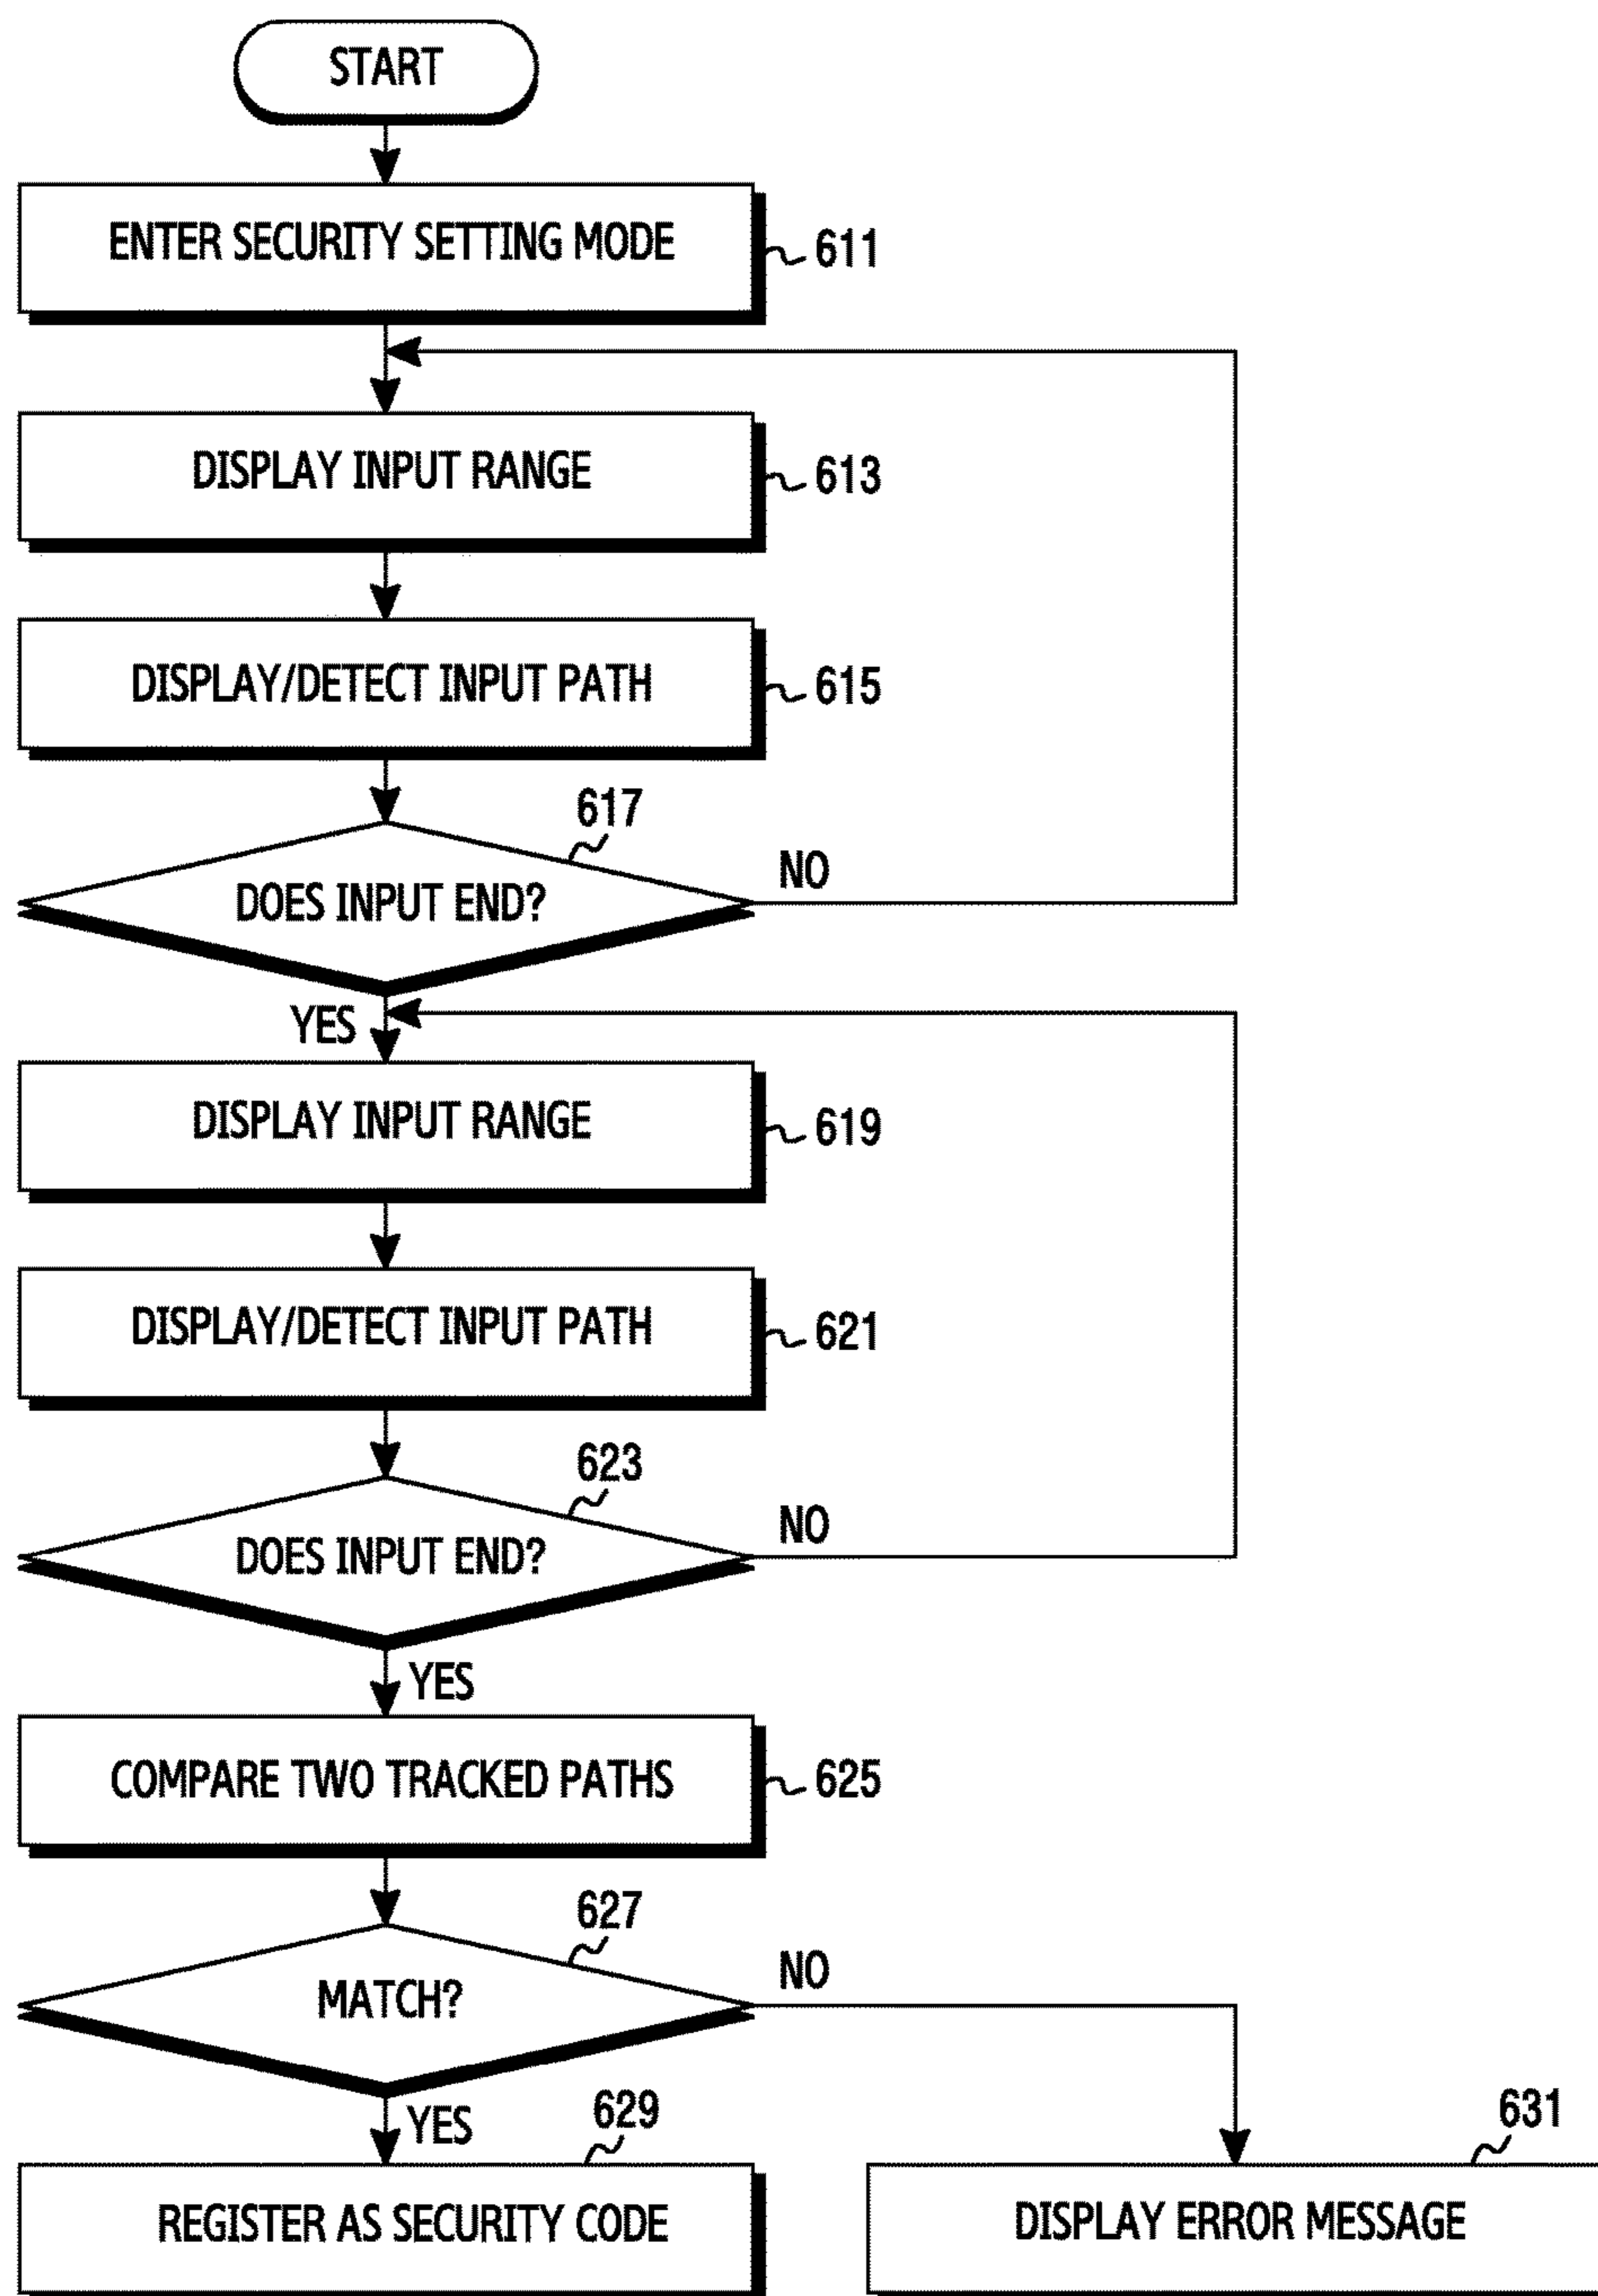 START
ENTER SECURITY SETTING MODE
611
DISPLAY INPUT RANGE
613
DISPLAY/DETECT INPUT PATH
615
617
DOES INPUT END?
NO
YES
DISPLAY INPUT RANGE
619
DISPLAY/DETECT INPUT PATH
621
623
DOES INPUT END?
NO
YES
COMPARE TWO TRACKED PATHS
625
627
MATCH?
NO
YES
629
REGISTER AS SECURITY CODE
631
DISPLAY ERROR MESSAGE